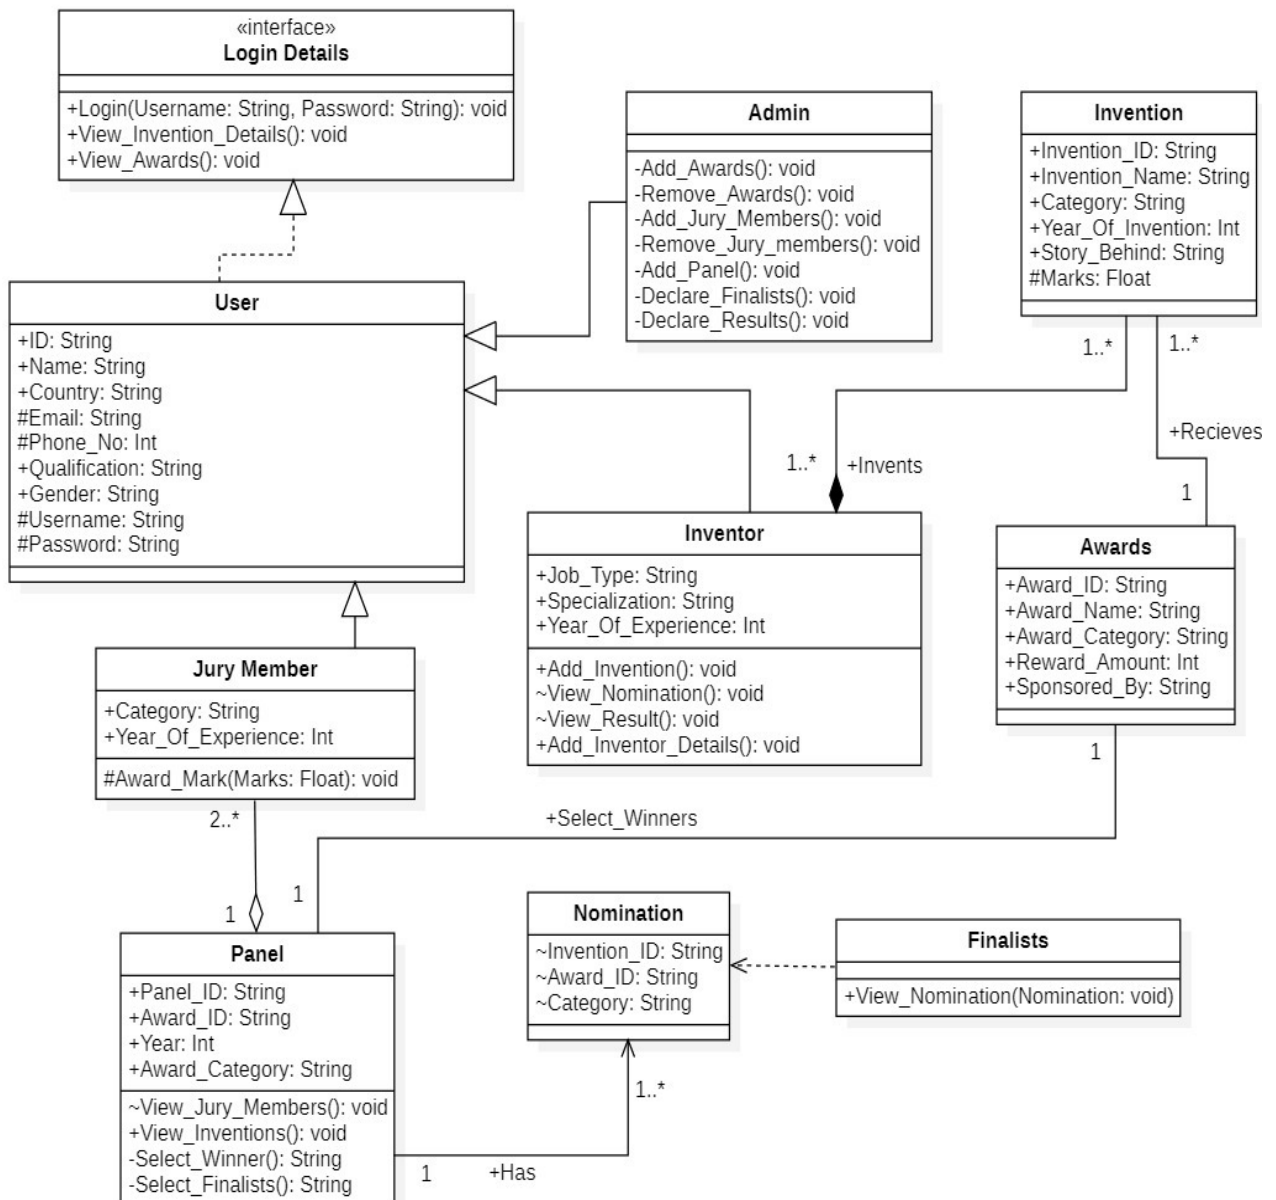 «interface»
Login Details
+Login(Username: String, Password: String): void
+View_Invention_Details(): void
+View_Awards(): void
Admin
-Add_Awards(): void
-Remove_Awards(): void
-Add_Jury_Members(): void
-Remove_Jury_members(): void
-Add_Panel(): void
-Declare_Finalists(): void
-Declare_Results(): void
Invention
+Invention_ID: String
+Invention_Name: String
+Category: String
+Year_Of_Invention: Int
+Story_Behind: String
#Marks: Float
User
+ID: String
+Name: String
+Country: String
#Email: String
#Phone_No: Int
+Qualification: String
+Gender: String
#Username: String
#Password: String
1..*
1..*
+Recieves
1
1..*
+Invents
Inventor
+Job_Type: String
+Specialization: String
+Year_Of_Experience: Int
+Add_Invention(): void
~View_Nomination(): void
~View_Result(): void
+Add_Inventor_Details(): void
Awards
+Award_ID: String
+Award_Name: String
+Award_Category: String
+Reward_Amount: Int
+Sponsored_By: String
1
Jury Member
+Category: String
+Year_Of_Experience: Int
#Award_Mark(Marks: Float): void
2..*
+Select_Winners
1
1
Panel
+Panel_ID: String
+Award_ID: String
+Year: Int
+Award_Category: String
~View_Jury_Members(): void
+View_Inventions(): void
-Select_Winner(): String
-Select_Finalists(): String
Nomination
~Invention_ID: String
~Award_ID: String
~Category: String
Finalists
+View_Nomination(Nomination: void)
1..*
1
+Has